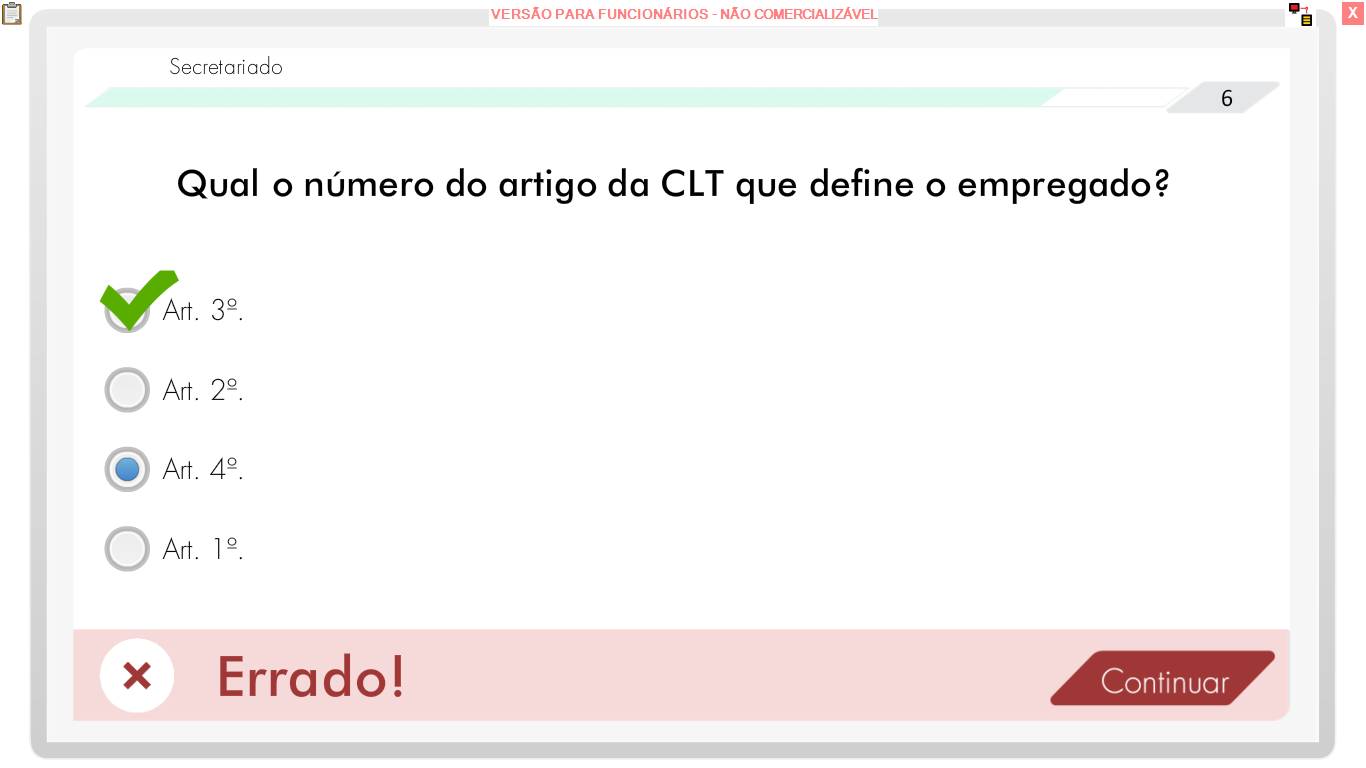 VERSÃO PARA FUNCIONÁRIOS - NÃO COMERCIALIZÁVEL
X
Secretariado
6
Qual o número do artigo da CLT que define o empregado?
Art. 3º.
Art. 2º.
Art. 4º.
Art. 1º.
Errado!
Continuar